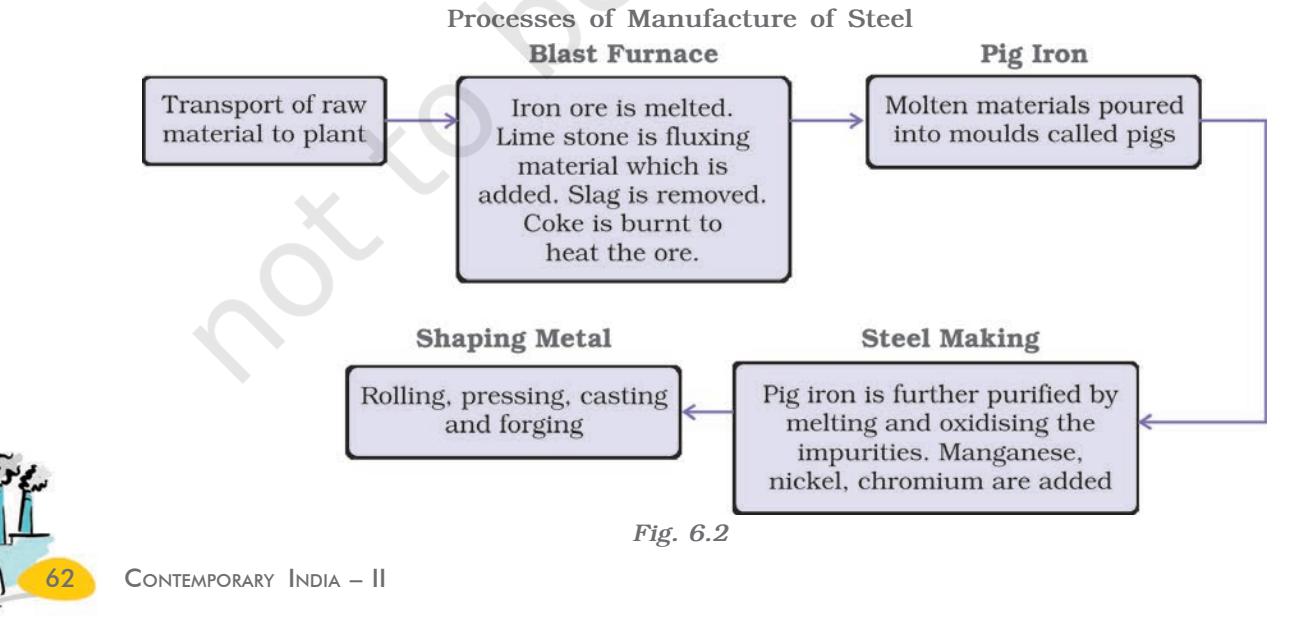 Processes of Manufacture of Steel
Blast Furnace
Pig Iron
Transport of raw
material to plant
Iron ore is melted.
Lime stone is fluxing
material which is
added. Slag is removed.
Coke is burnt to
heat the ore.
Molten materials poured
into moulds called pigs
Shaping Metal
Steel Making
Rolling, pressing, casting
and forging
Pig iron is further purified by
melting and oxidising the
impurities. Manganese,
nickel, chromium are added
Fig. 6.2
62 CONTEMPORARY INDIA – II
not to b